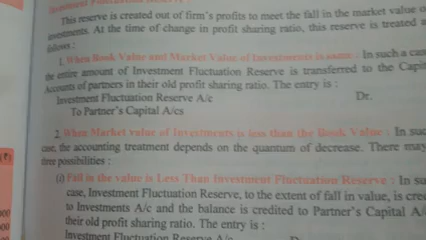 This reserve is created out of firm's profits to meet the fall in the market value
investments. At the time of change in profit sharing ratio, this reserve is treated
follows :
1. When Book Value and Market Value of Investments is same : In such a
the entire amount of Investment Fluctuation Reserve is transferred to the
Accounts of partners in their old profit sharing ratio. The entry is :
Investment Fluctuation Reserve A/c Dr.
To Partner's Capital A/cs
2. When Market value of Investments is less than the Book Value : In
case, the accounting treatment depends on the quantum of decrease. There may
three possibilities :
(₹)
(i) Fall in the value is Less Than Investment Fluctuation Reserve : In
case, Investment Fluctuation Reserve, to the extent of fall in value, is
to Investments A/c and the balance is credited to Partner's Capital
their old profit sharing ratio. The entry is :
Investment Fluctuation Reserve A/c